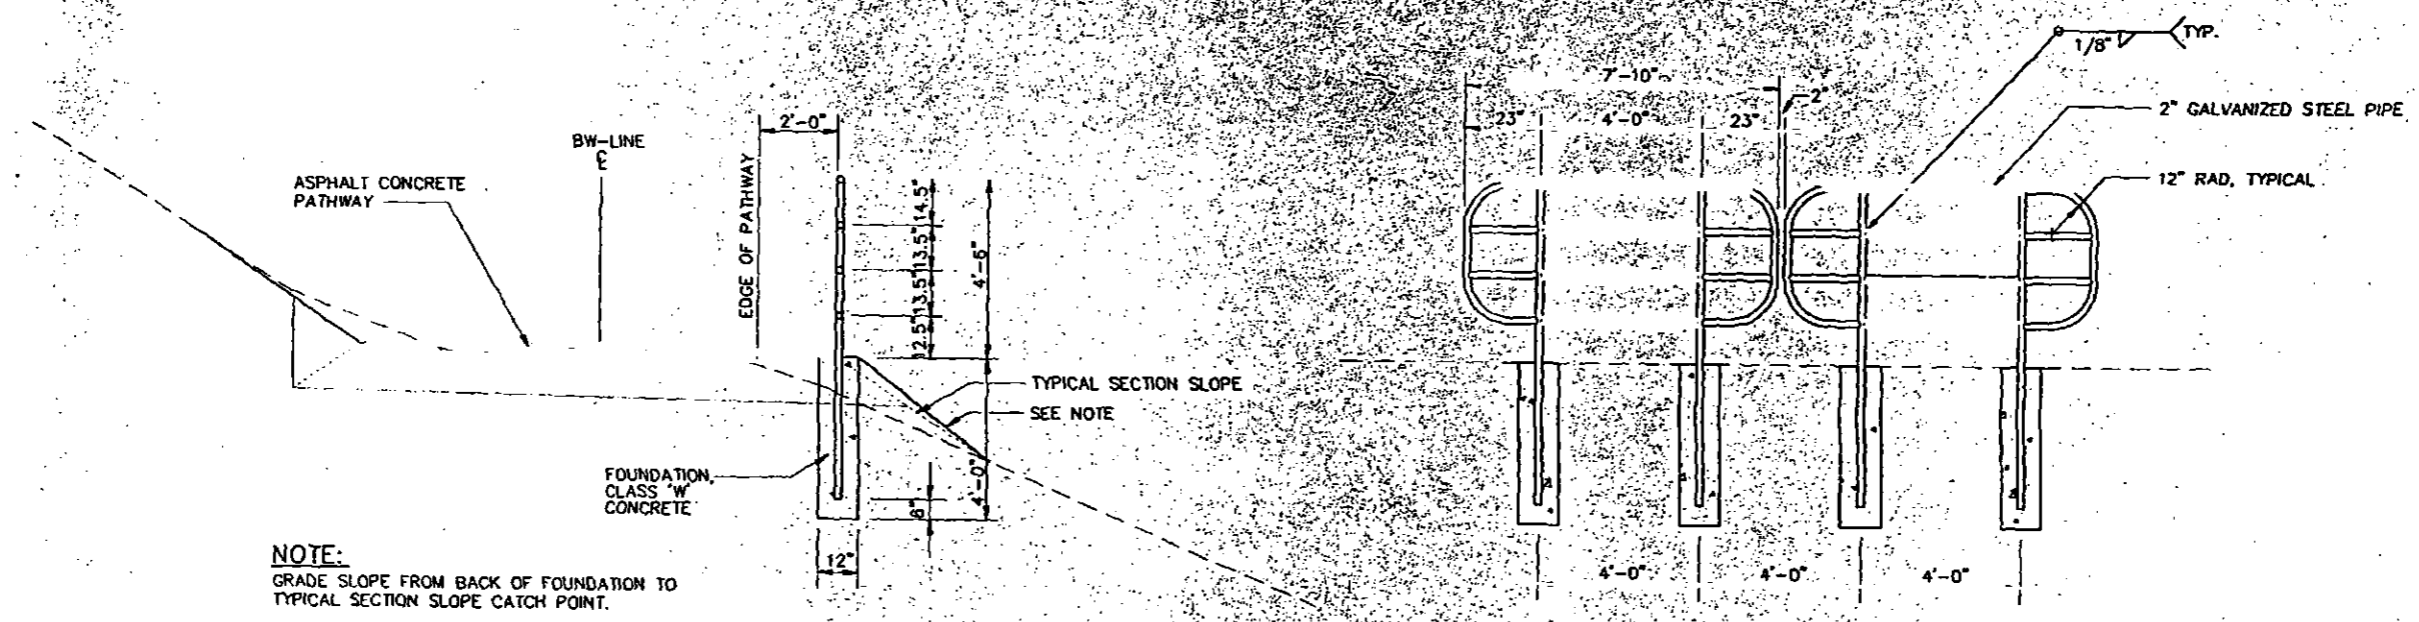 TYP.
1/8"
7'-10"
2"
2" GALVANIZED STEEL PIPE
2'-0"
23"
4'-0"
23"
BW-LINE
℄
EDGE OF PATHWAY
ASPHALT CONCRETE
PATHWAY
12" RAD, TYPICAL
14.5"
13.5"
13.5"
12.5"
4'-6"
TYPICAL SECTION SLOPE
SEE NOTE
FOUNDATION,
CLASS 'W'
CONCRETE
4'-0"
12"
4'-0"
4'-0"
4'-0"
NOTE:
GRADE SLOPE FROM BACK OF FOUNDATION TO
TYPICAL SECTION SLOPE CATCH POINT.